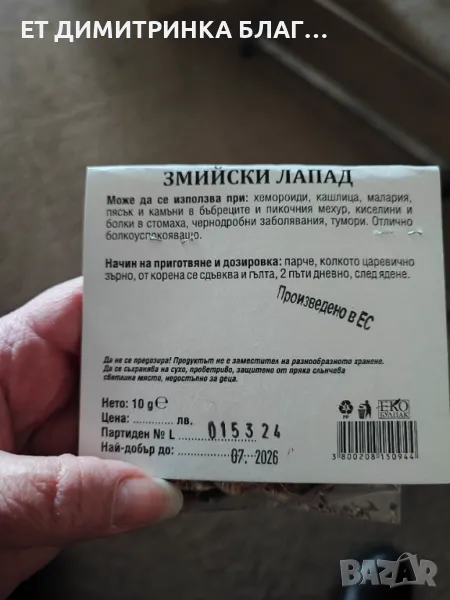 ЕТ ДИМИТРИНКА БЛАГ...
ЗМИЙСКИ ЛАПАД
Може да се използва при: хемороиди, кашлица, малария,
пясък и камъни в бъбреците и пикочния мехур, киселини и
болки в стомаха, чернодробни заболявания, тумори. Отлично
болкоуспокояващо.
Начин на приготвяне и дозировка: парче, колкото царевично
зърно, от корена се сдъвква и гълта, 2 пъти дневно, след ядене.
Произведено в ЕС
Да не се предозира! Продуктът не е заместител на разнообразното хранене.
Да се съхранява на сухо, проветриво, защитено от пряка слънчева
светлина място, недостъпно за деца.
Нето: 10 g℮
Цена: ........ лв.
Партиден № L 015324
Най-добър до: 07. 2026
PP
ЕКО
БУЛПАК
3800208150944
BAZAR